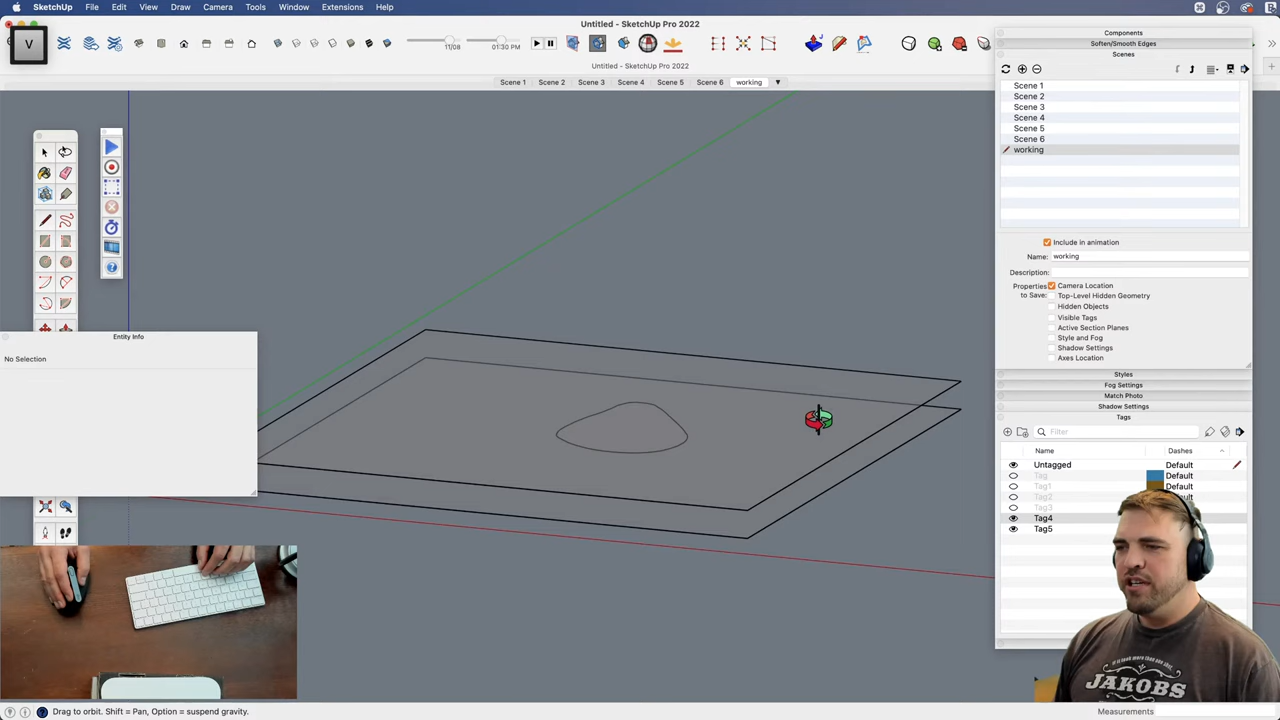 SketchUp File Edit View Draw Camera Tools Window Extensions Help
Untitled - SketchUp Pro 2022
V
11/08 01:30 PM
Untitled - SketchUp Pro 2022
Scene 1 Scene 2 Scene 3 Scene 4 Scene 5 Scene 6 working
Components
Soften/Smooth Edges
Scenes
Scene 1
Scene 2
Scene 3
Scene 4
Scene 5
Scene 6
working
Include in animation
Name: working
Description:
Properties to Save:
Camera Location
Top-Level Hidden Geometry
Hidden Objects
Visible Tags
Active Section Planes
Style and Fog
Shadow Settings
Axes Location
Styles
Fog Settings
Match Photo
Shadow Settings
Tags
Filter
Name Dashes
Untagged Default
Tag Default
Tag1 Default
Tag2 Default
Tag3
Tag4
Tag5
Entity Info
No Selection
JAKOBS
Drag to orbit. Shift = Pan, Option = suspend gravity.
Measurements